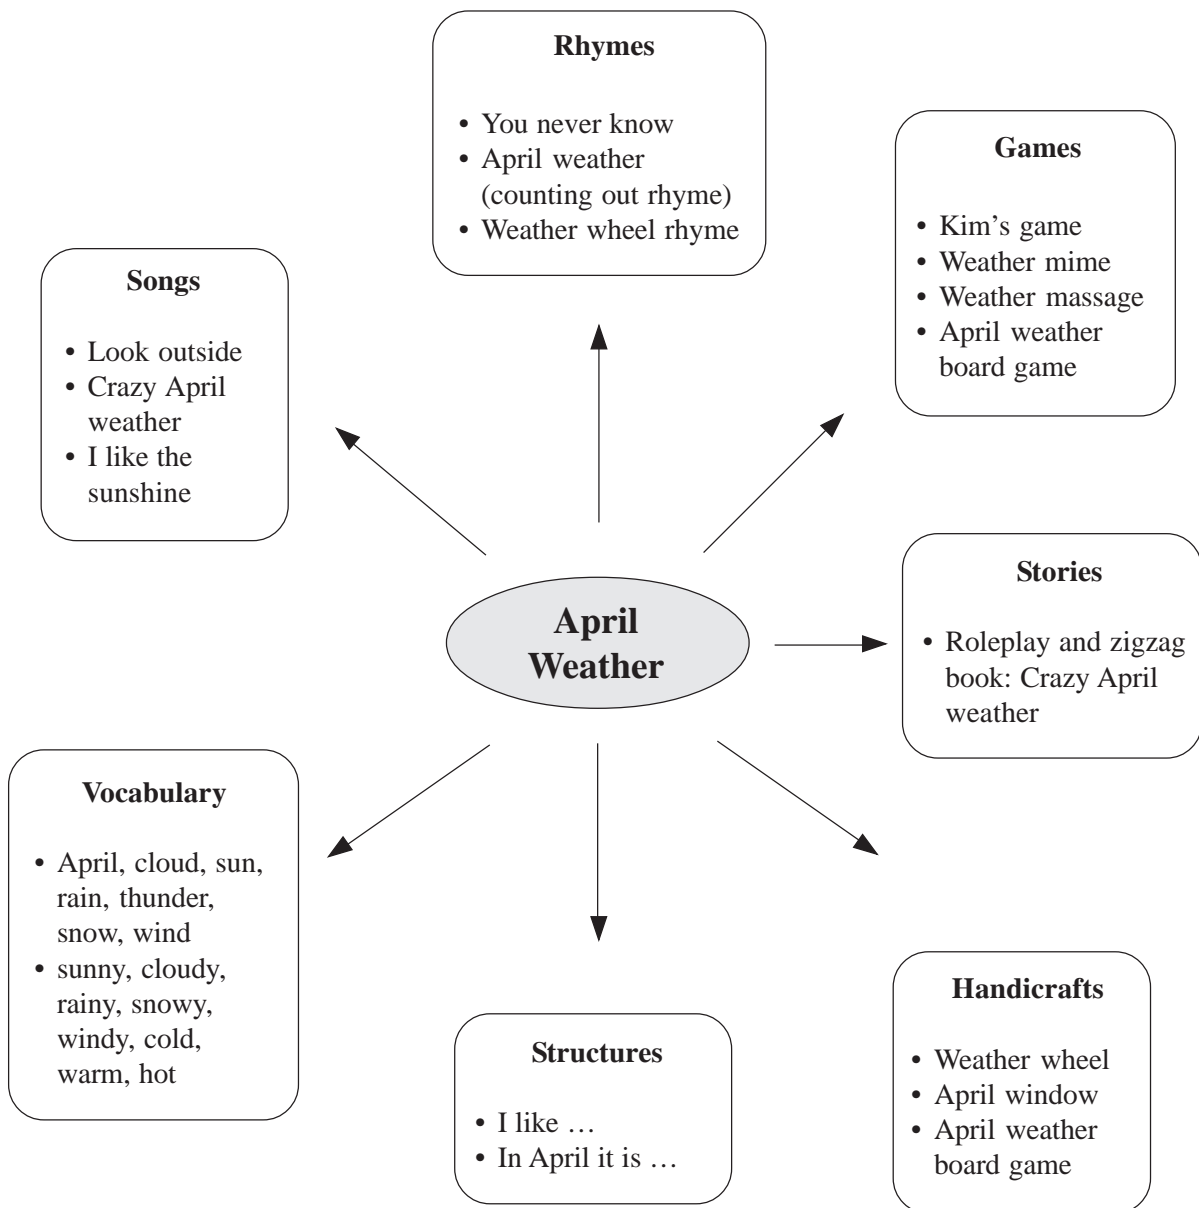 Rhymes
• You never know
• April weather
(counting out rhyme)
• Weather wheel rhyme
Games
• Kim’s game
• Weather mime
• Weather massage
• April weather
board game
Songs
• Look outside
• Crazy April
weather
• I like the
sunshine
April
Weather
Stories
• Roleplay and zigzag
book: Crazy April
weather
Vocabulary
• April, cloud, sun,
rain, thunder,
snow, wind
• sunny, cloudy,
rainy, snowy,
windy, cold,
warm, hot
Structures
• I like …
• In April it is …
Handicrafts
• Weather wheel
• April window
• April weather
board game